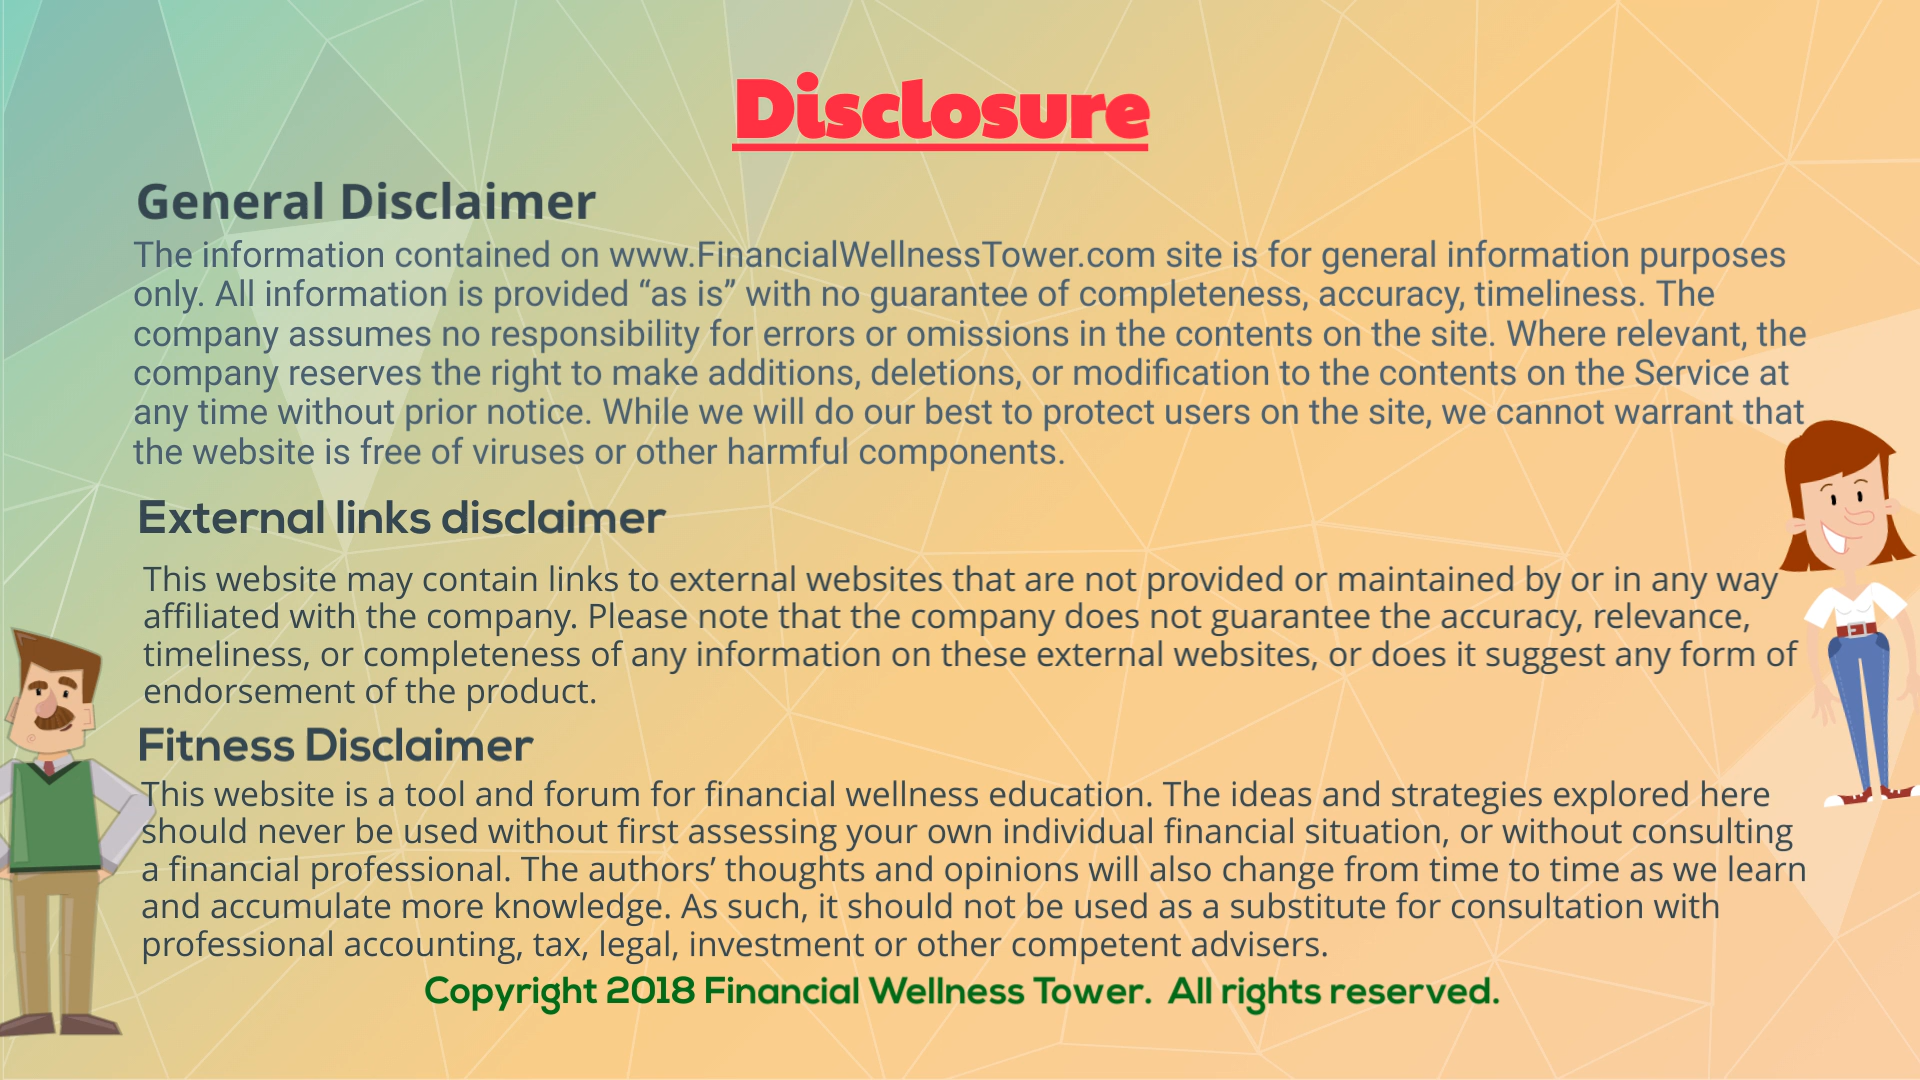 Disclosure
General Disclaimer
The information contained on www.FinancialWellnessTower.com site is for general information purposes
only. All information is provided “as is” with no guarantee of completeness, accuracy, timeliness. The
company assumes no responsibility for errors or omissions in the contents on the site. Where relevant, the
company reserves the right to make additions, deletions, or modification to the contents on the Service at
any time without prior notice. While we will do our best to protect users on the site, we cannot warrant that
the website is free of viruses or other harmful components.
External links disclaimer
This website may contain links to external websites that are not provided or maintained by or in any way
affiliated with the company. Please note that the company does not guarantee the accuracy, relevance,
timeliness, or completeness of any information on these external websites, or does it suggest any form of
endorsement of the product.
Fitness Disclaimer
This website is a tool and forum for financial wellness education. The ideas and strategies explored here
should never be used without first assessing your own individual financial situation, or without consulting
a financial professional. The authors’ thoughts and opinions will also change from time to time as we learn
and accumulate more knowledge. As such, it should not be used as a substitute for consultation with
professional accounting, tax, legal, investment or other competent advisers.
Copyright 2018 Financial Wellness Tower.  All rights reserved.